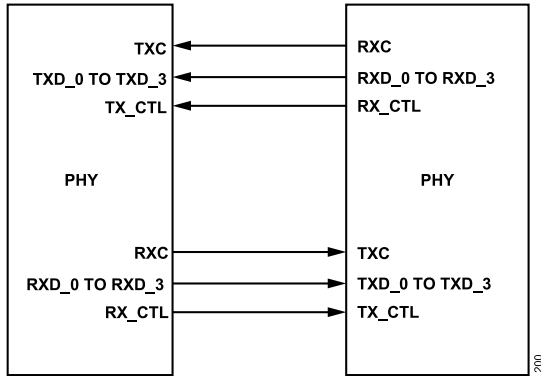 TXC RXC
TXD_0 TO TXD_3 RXD_0 TO RXD_3
TX_CTL RX_CTL
PHY PHY
RXC TXC
RXD_0 TO RXD_3 TXD_0 TO TXD_3
RX_CTL TX_CTL
200